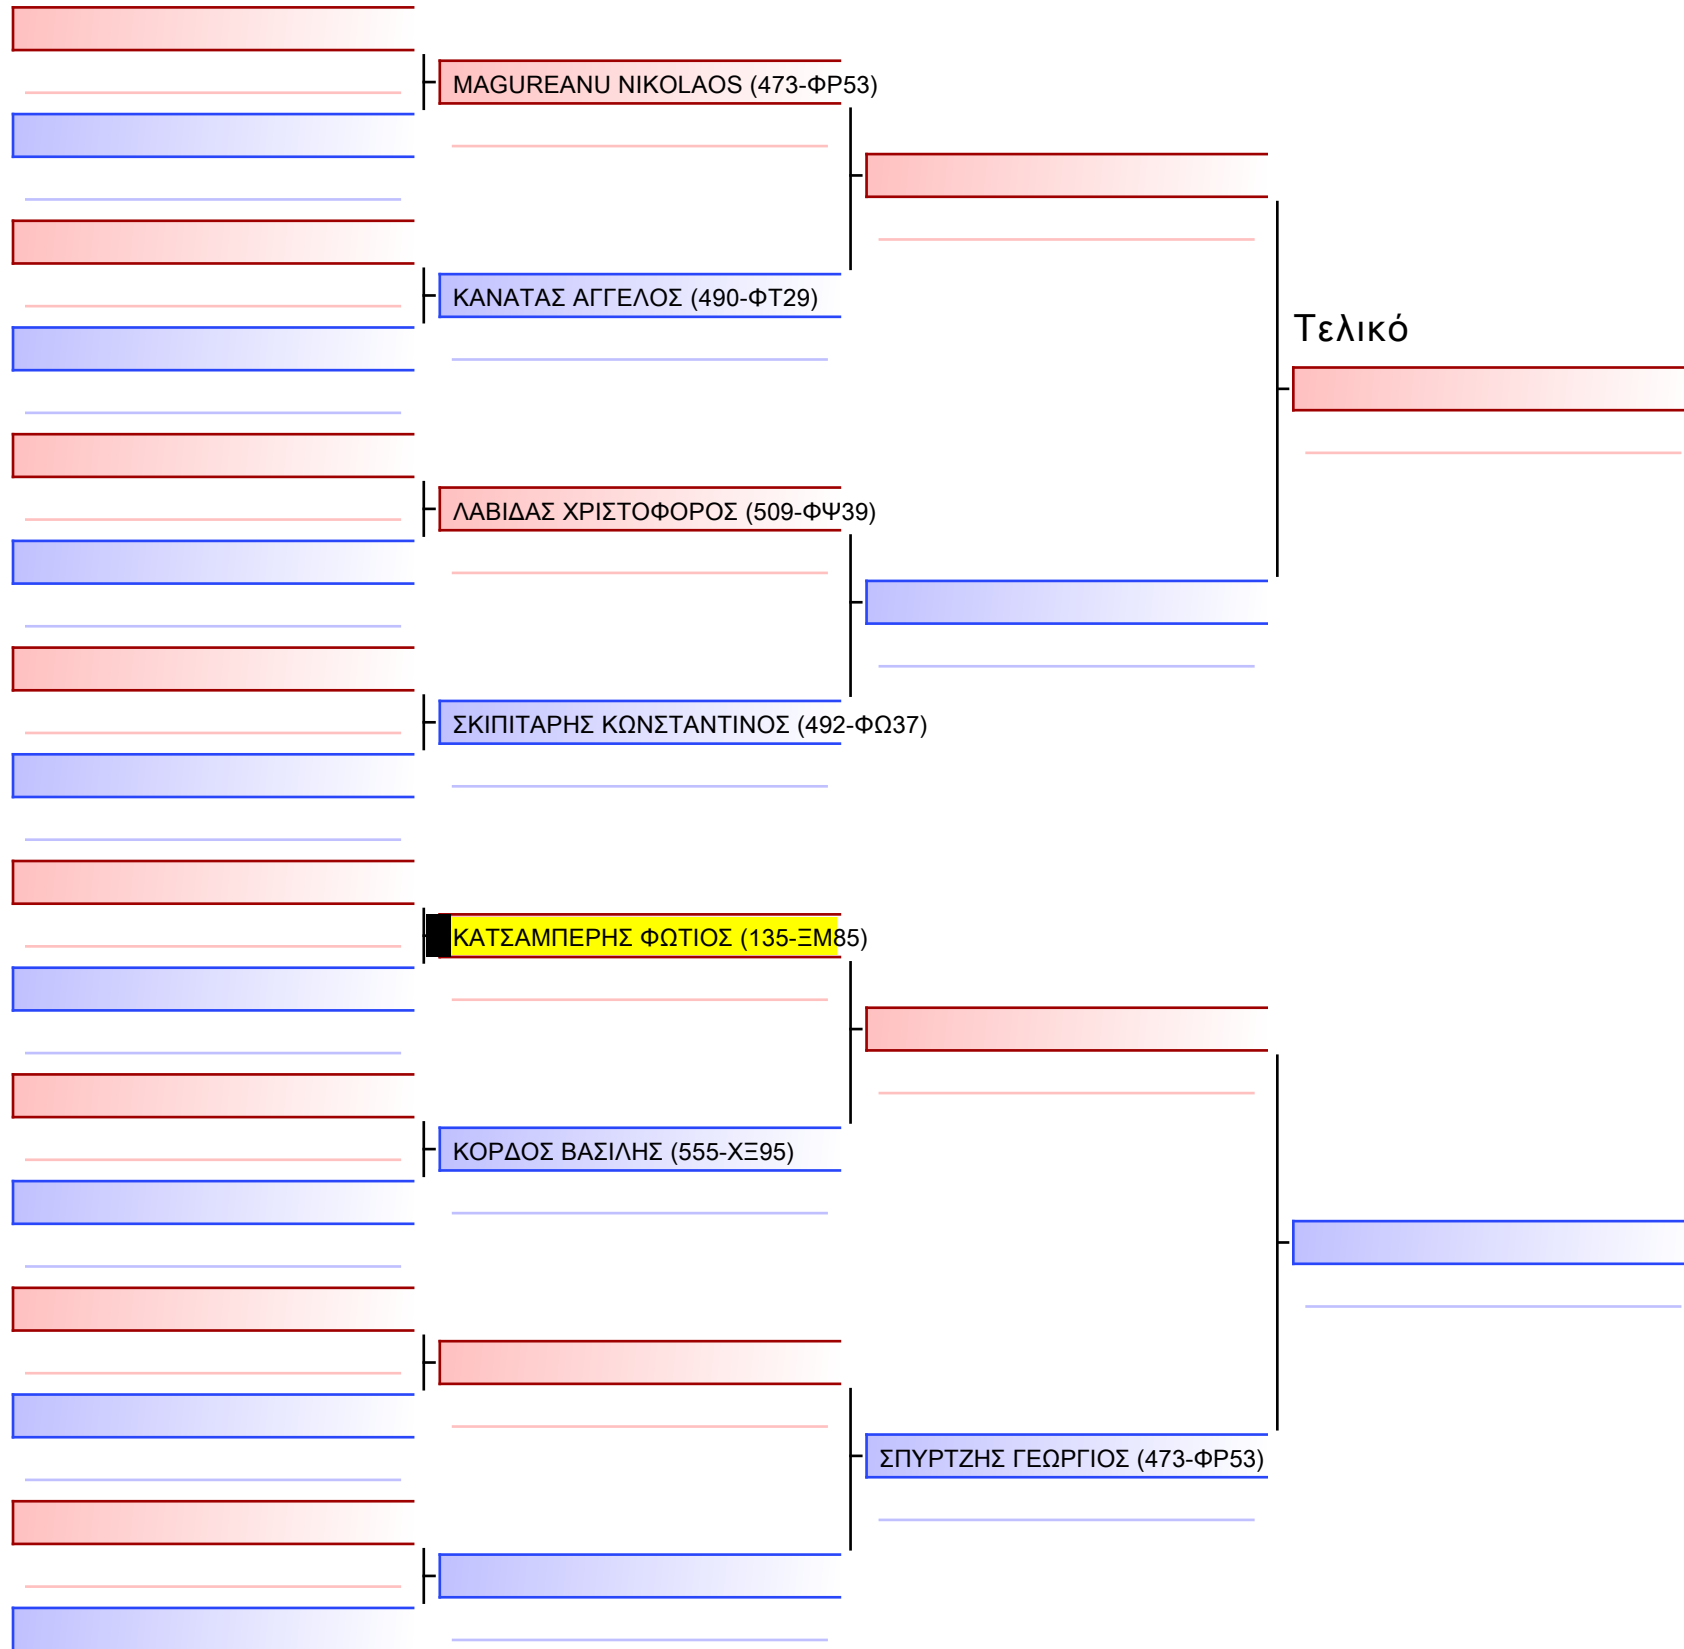 MAGUREANU NIKOLAOS (473-ΦΡ53)
ΚΑΝΑΤΑΣ ΑΓΓΕΛΟΣ (490-ΦΤ29)
Τελικό
ΛΑΒΙΔΑΣ ΧΡΙΣΤΟΦΟΡΟΣ (509-ΦΨ39)
ΣΚΙΠΙΤΑΡΗΣ ΚΩΝΣΤΑΝΤΙΝΟΣ (492-ΦΩ37)
ΚΑΤΣΑΜΠΕΡΗΣ ΦΩΤΙΟΣ (135-ΞΜ85)
ΚΟΡΔΟΣ ΒΑΣΙΛΗΣ (555-ΧΞ95)
ΣΠΥΡΤΖΗΣ ΓΕΩΡΓΙΟΣ (473-ΦΡ53)